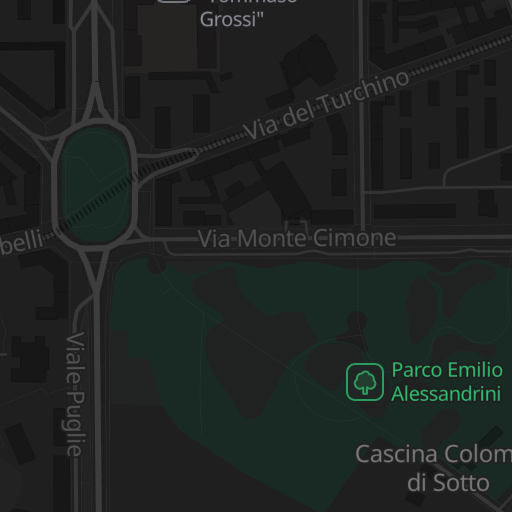 Tommaso
Grossi"
Via del Turchino
belli
Via Monte Cimone
Viale Puglie
Parco Emilio
Alessandrini
Cascina Colom
di Sotto